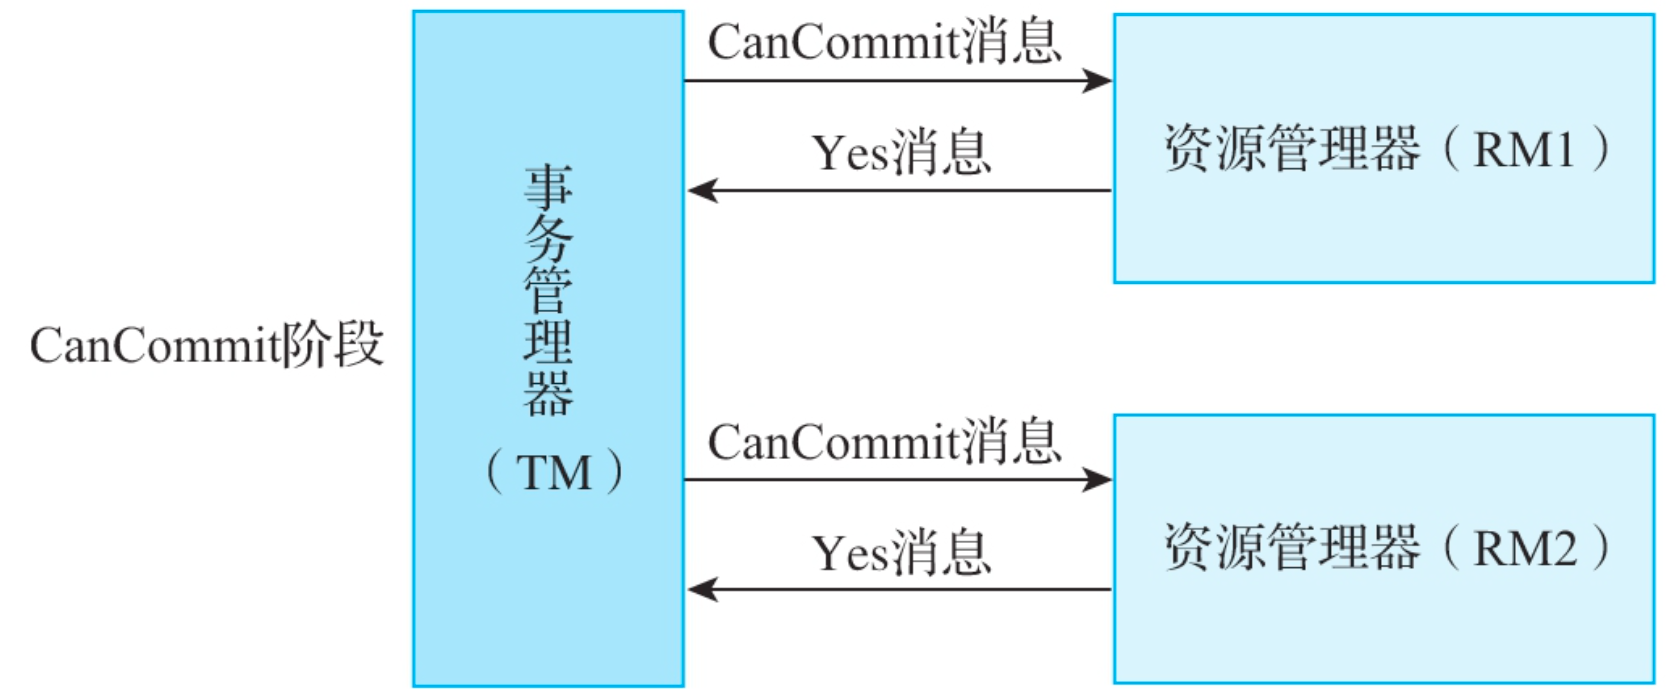 CanCommit阶段
事务管理器
（TM）
CanCommit消息
Yes消息
资源管理器（RM1）
CanCommit消息
Yes消息
资源管理器（RM2）